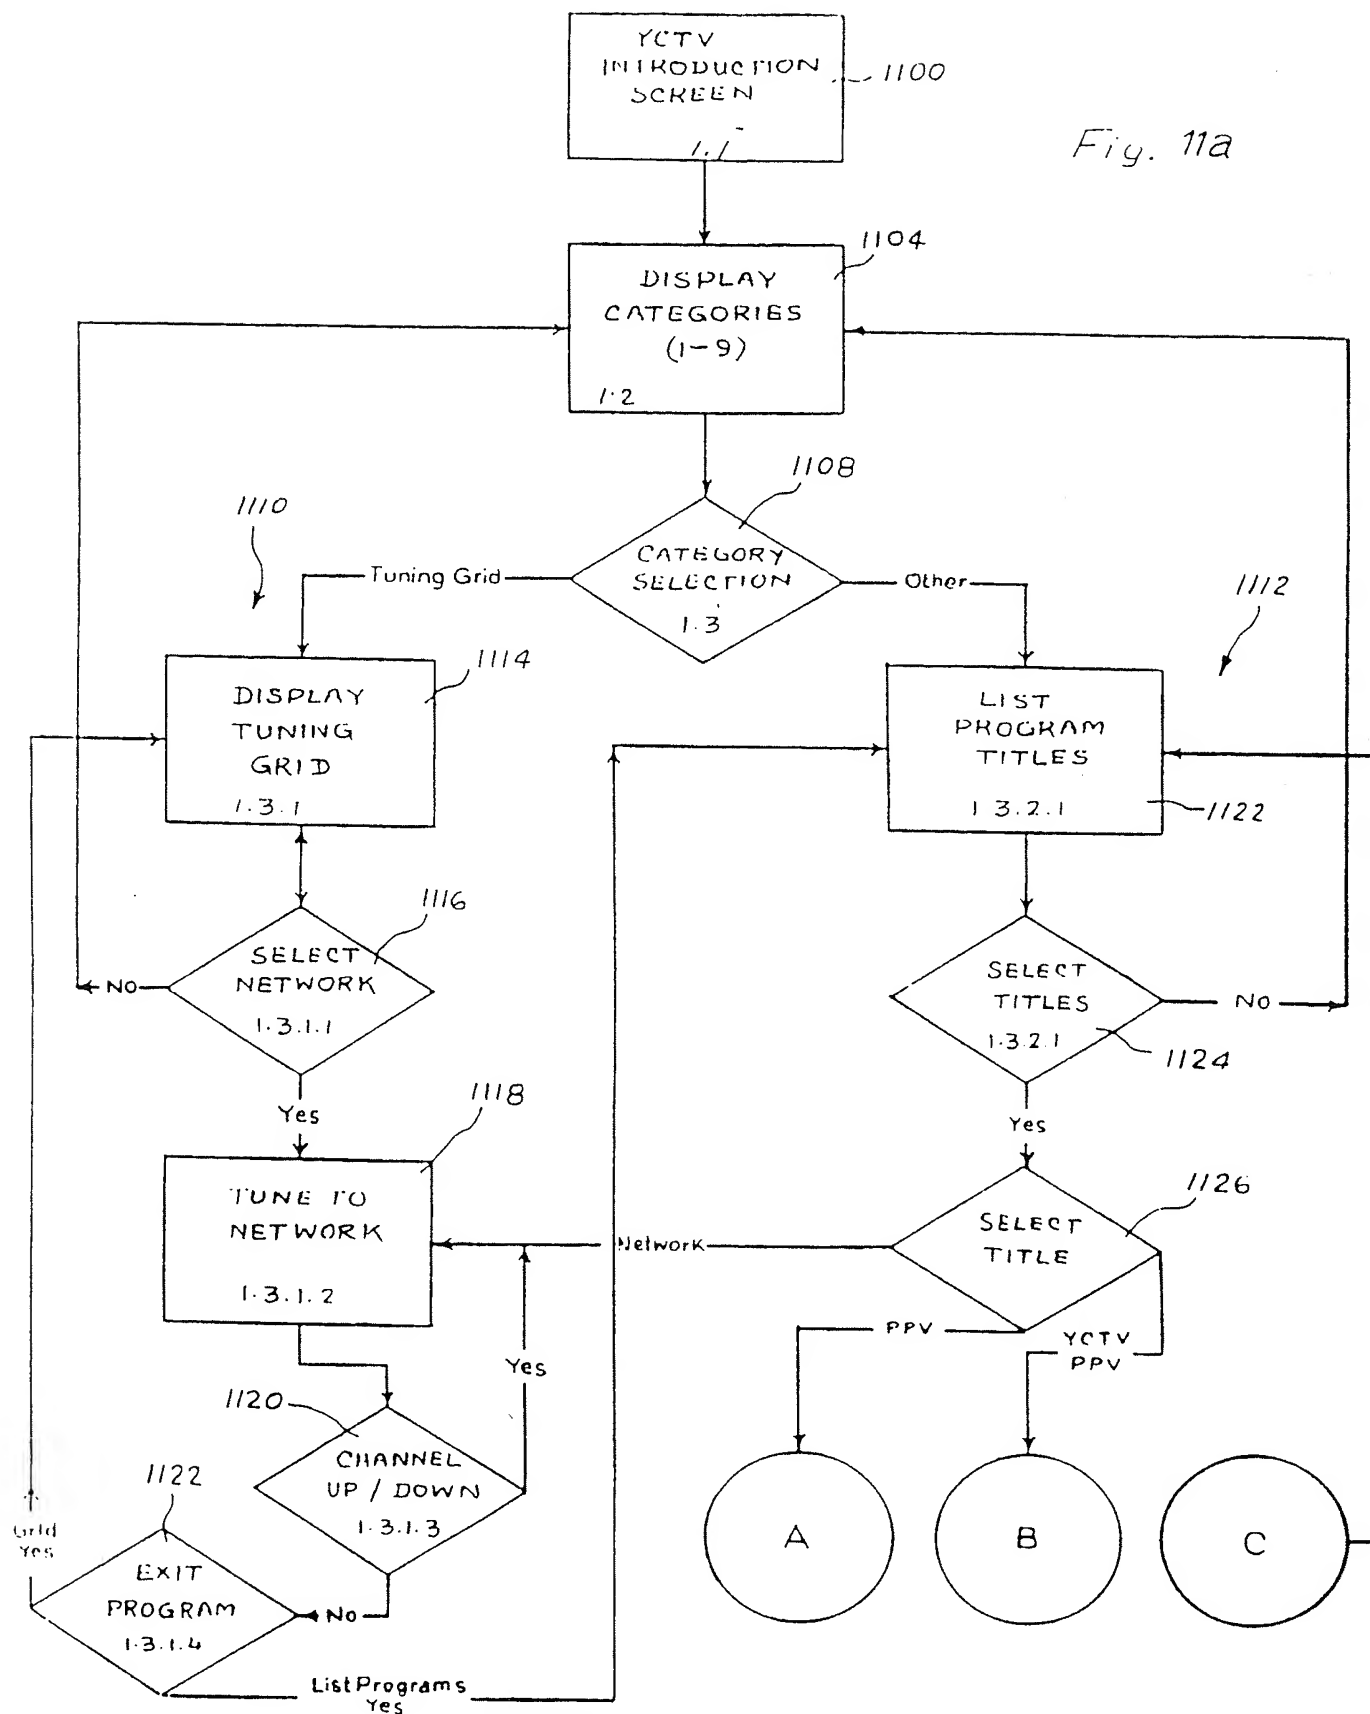 YCTV
INTRODUCTION
SCREEN
1.1
1100
Fig. 11a
1104
DISPLAY
CATEGORIES
(1-9)
1.2
1108
1110
CATEGORY
SELECTION
1.3
Tuning Grid
Other
1112
1114
DISPLAY
TUNING
GRID
1.3.1
LIST
PROGRAM
TITLES
1 3.2.1
1122
1116
SELECT
NETWORK
1.3.1.1
No
SELECT
TITLES
1.3.2.1
No
1124
Yes
Yes
1118
TUNE TO
NETWORK
1.3.1.2
Network
1126
SELECT
TITLE
PPV
YCTV
PPV
Yes
1120
CHANNEL
UP / DOWN
1.3.1.3
1122
Grid
Yes
EXIT
PROGRAM
1.3.1.4
No
A
B
C
List Programs
Yes